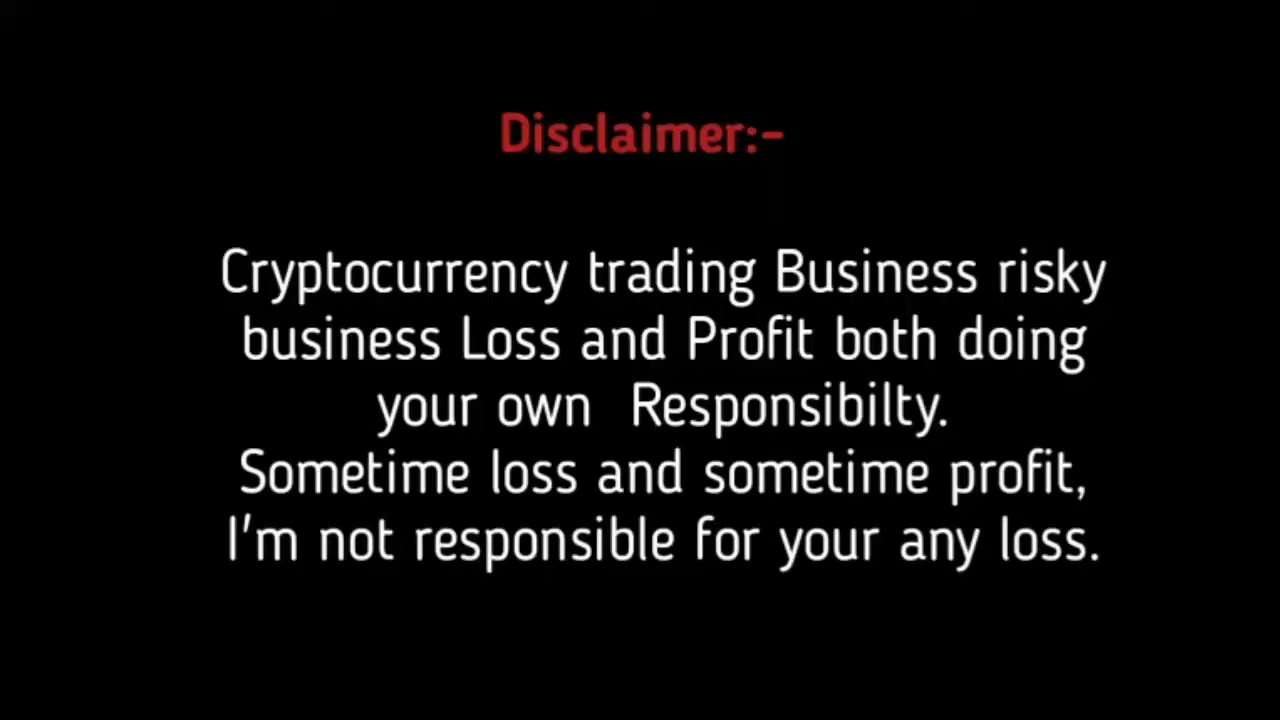 Disclaimer:-
Cryptocurrency trading Business risky
business Loss and Profit both doing
your own Responsibilty.
Sometime loss and sometime profit,
I'm not responsible for your any loss.